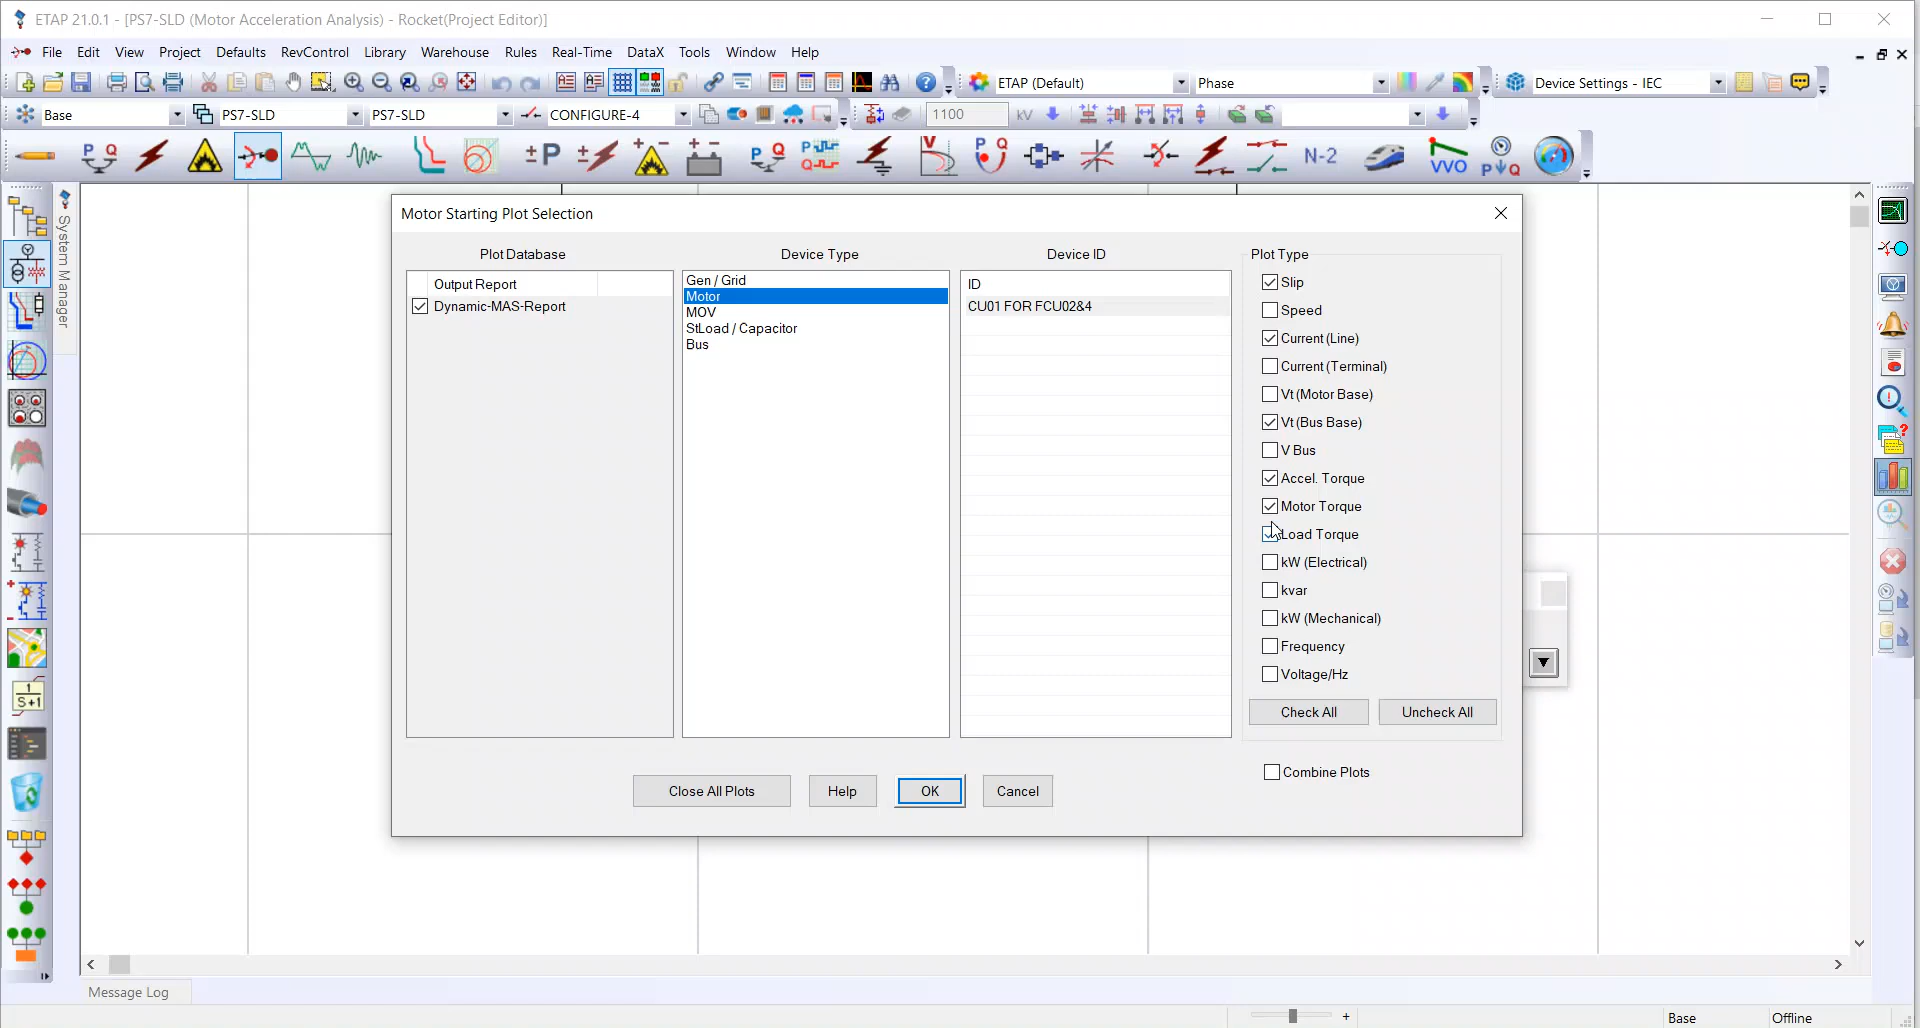 ETAP 21.0.1 - [PS7-SLD (Motor Acceleration Analysis) - Rocket(Project Editor)]
File Edit View Project Defaults RevControl Library Warehouse Rules Real-Time DataX Tools Window Help
ETAP (Default) Phase Device Settings - IEC
Base PS7-SLD PS7-SLD CONFIGURE-4 1100 kV
P Q ± P P Q V P Q N-2 VVO P Q
System Manager
Motor Starting Plot Selection
Plot Database Device Type Device ID Plot Type
Output Report
Dynamic-MAS-Report
Gen / Grid
Motor
MOV
StLoad / Capacitor
Bus
ID
CU01 FOR FCU02&4
Slip
Speed
Current (Line)
Current (Terminal)
Vt (Motor Base)
Vt (Bus Base)
V Bus
Accel. Torque
Motor Torque
Load Torque
kW (Electrical)
kvar
kW (Mechanical)
Frequency
Voltage/Hz
Check All Uncheck All
Combine Plots
Close All Plots Help OK Cancel
1
S+1
Message Log
Base Offline